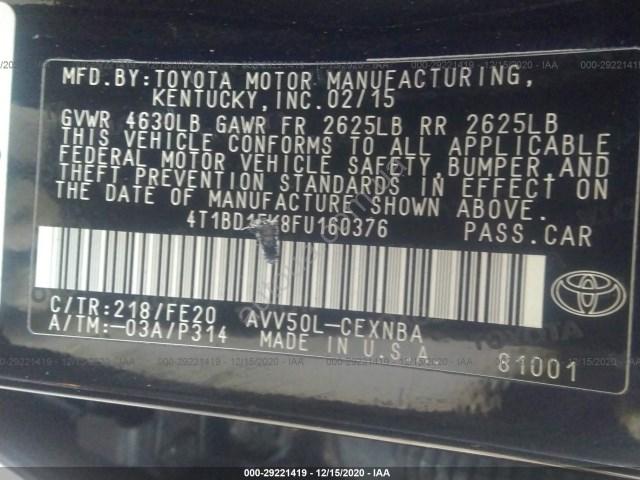 MFD.BY:TOYOTA MOTOR MANUFACTURING,
KENTUCKY,INC.02/15
GVWR 4630LB GAWR FR 2625LB RR 2625LB
THIS VEHICLE CONFORMS TO ALL APPLICABLE
FEDERAL MOTOR VEHICLE SAFETY,BUMPER,AND
THEFT PREVENTION STANDARDS IN EFFECT ON
THE DATE OF MANUFACTURE SHOWN ABOVE.
4T1BD1FK8FU160376 PASS.CAR
C/TR:218/FE20 AVV50L-CEXNBA
A/TM:-03A/P314 MADE IN U.S.A.
81001
TOYOTA
000-29221419 - 12/15/2020 - IAA